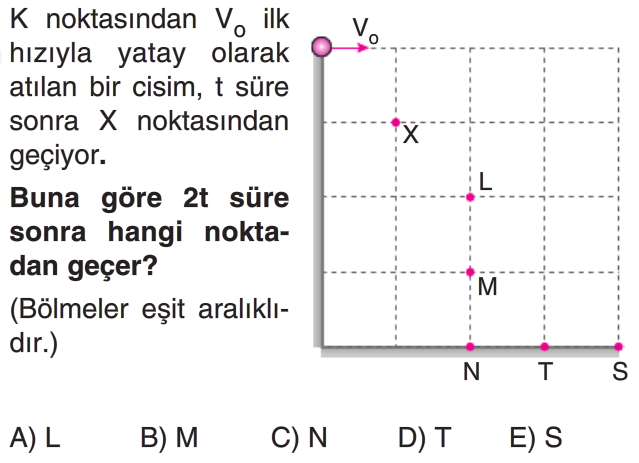 K noktasından Vo ilk
hızıyla yatay olarak
atılan bir cisim, t süre
sonra X noktasından
geçiyor.
Buna göre 2t süre
sonra hangi nokta-
dan geçer?
(Bölmeler eşit aralıklı-
dır.)
Vo
X
L
M
N T S
A) L B) M C) N D) T E) S